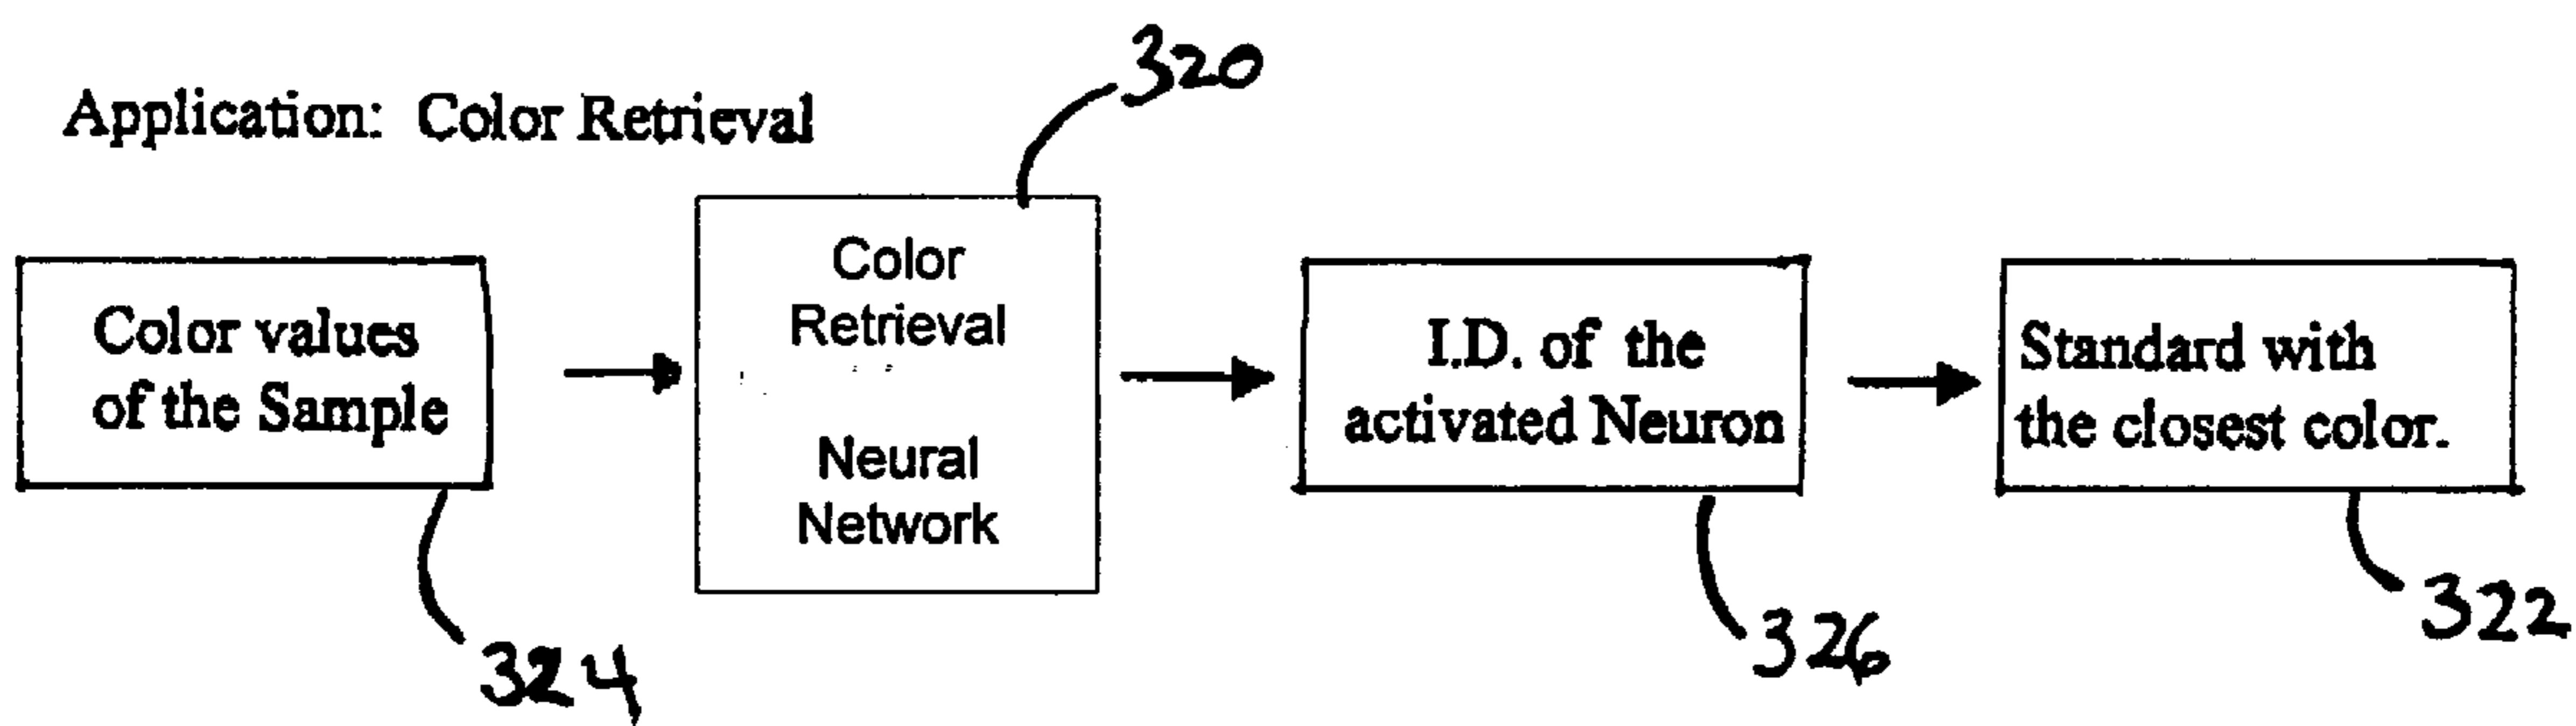 320
Application: Color Retrieval
Color values
of the Sample
Color
Retrieval
Neural
Network
I.D. of the
activated Neuron
Standard with
the closest color.
324
326
322